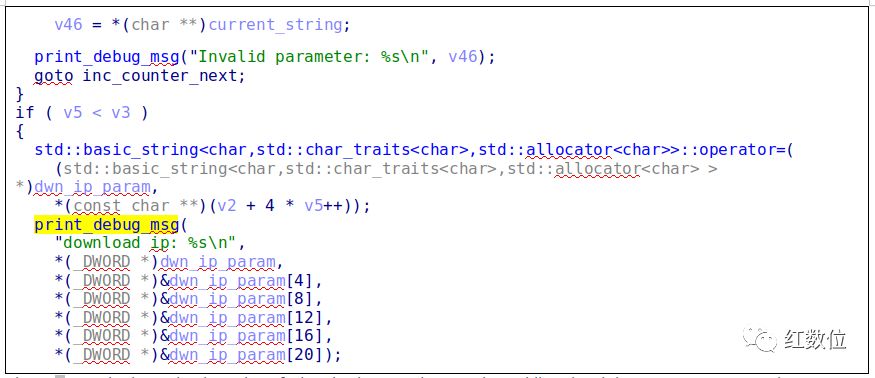 v46 = *(char **)current_string;
print_debug_msg("Invalid parameter: %s\n", v46);
goto inc_counter_next;
}
if ( v5 < v3 )
{
std::basic_string<char,std::char_traits<char>,std::allocator<char>>::operator=(
(std::basic_string<char,std::char_traits<char>,std::allocator<char> >
*)dwn_ip_param,
*(const char **)(v2 + 4 * v5++));
print_debug_msg(
"download ip: %s\n",
*(_DWORD *)dwn_ip_param,
*(_DWORD *)&dwn_ip_param[4],
*(_DWORD *)&dwn_ip_param[8],
*(_DWORD *)&dwn_ip_param[12],
*(_DWORD *)&dwn_ip_param[16],
*(_DWORD *)&dwn_ip_param[20]);
红数位